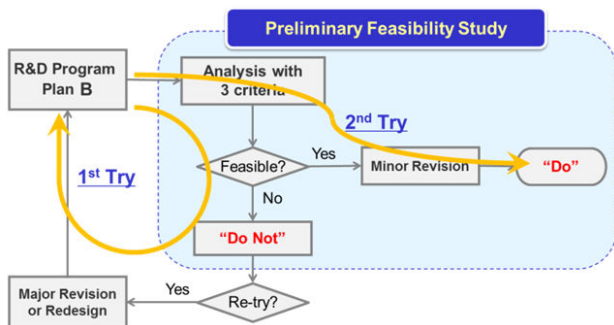 Preliminary Feasibility Study
R&D Program
Plan B
Analysis with
3 criteria
2nd Try
Feasible?
Yes
Minor Revision
“Do”
1st Try
No
“Do Not”
Major Revision
or Redesign
Yes
Re-try?